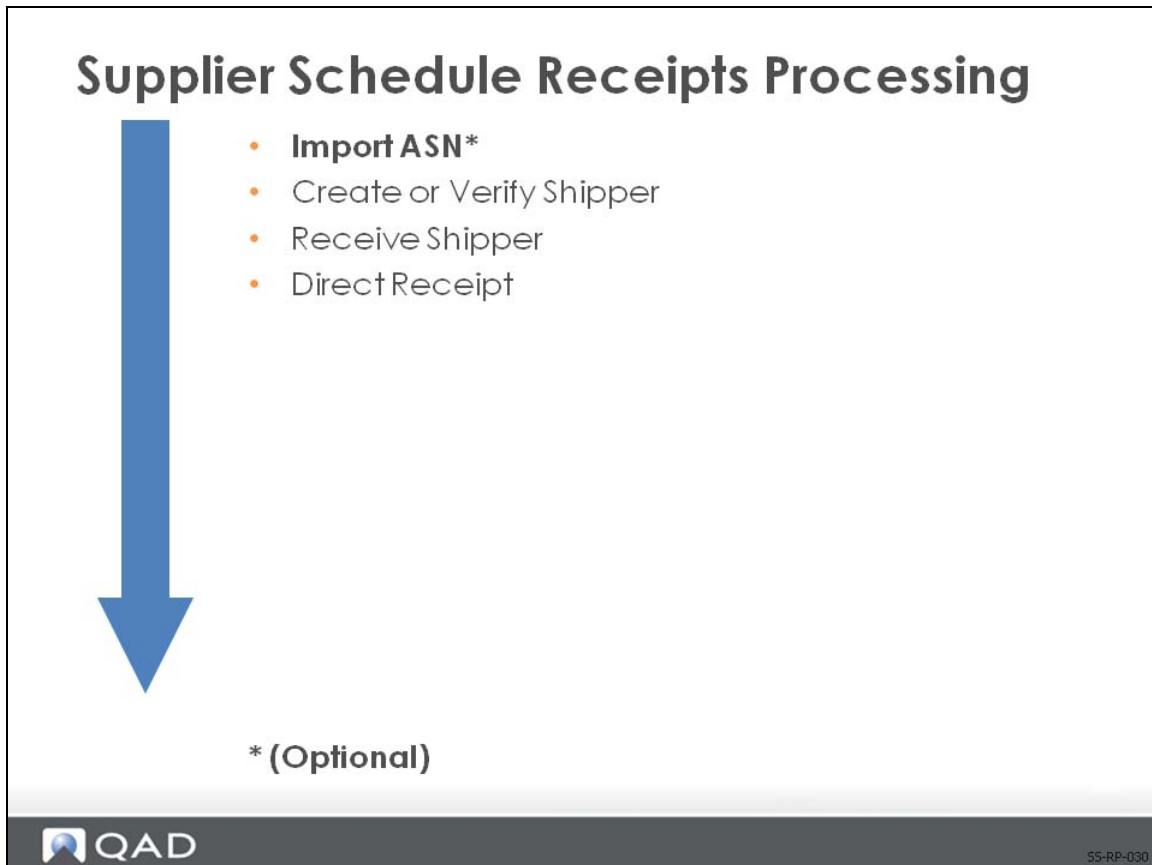 Supplier Schedule Receipts Processing
• Import ASN*
• Create or Verify Shipper
• Receive Shipper
• Direct Receipt
* (Optional)
QAD
SS-RP-030